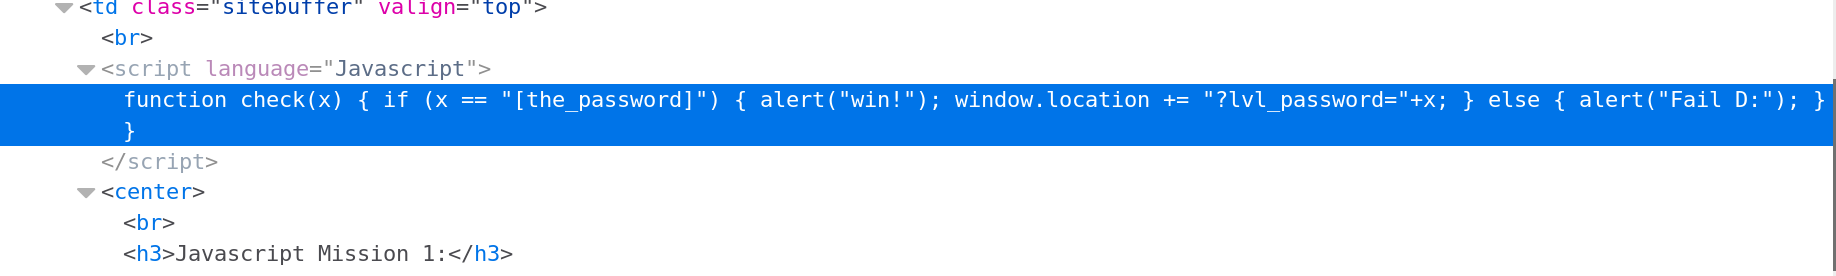 <td class="sitebuffer" valign="top">
<br>
<script language="Javascript">
function check(x) { if (x == "[the_password]") { alert("win!"); window.location += "?lvl_password="+x; } else { alert("Fail D:"); }
}
</script>
<center>
<br>
<h3>Javascript Mission 1:</h3>